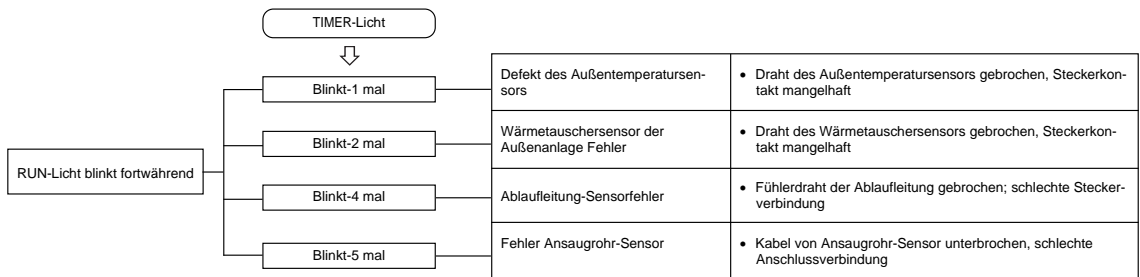 TIMER-Licht
Blinkt-1 mal
Defekt des Außentemperatursen-
sors
• Draht des Außentemperatursensors gebrochen, Steckerkon-
takt mangelhaft
Blinkt-2 mal
Wärmetauschersensor der
Außenanlage Fehler
• Draht des Wärmetauschersensors gebrochen, Steckerkon-
takt mangelhaft
RUN-Licht blinkt fortwährend
Blinkt-4 mal
Ablaufleitung-Sensorfehler
• Fühlerdraht der Ablaufleitung gebrochen; schlechte Stecker-
verbindung
Blinkt-5 mal
Fehler Ansaugrohr-Sensor
• Kabel von Ansaugrohr-Sensor unterbrochen, schlechte
Anschlussverbindung